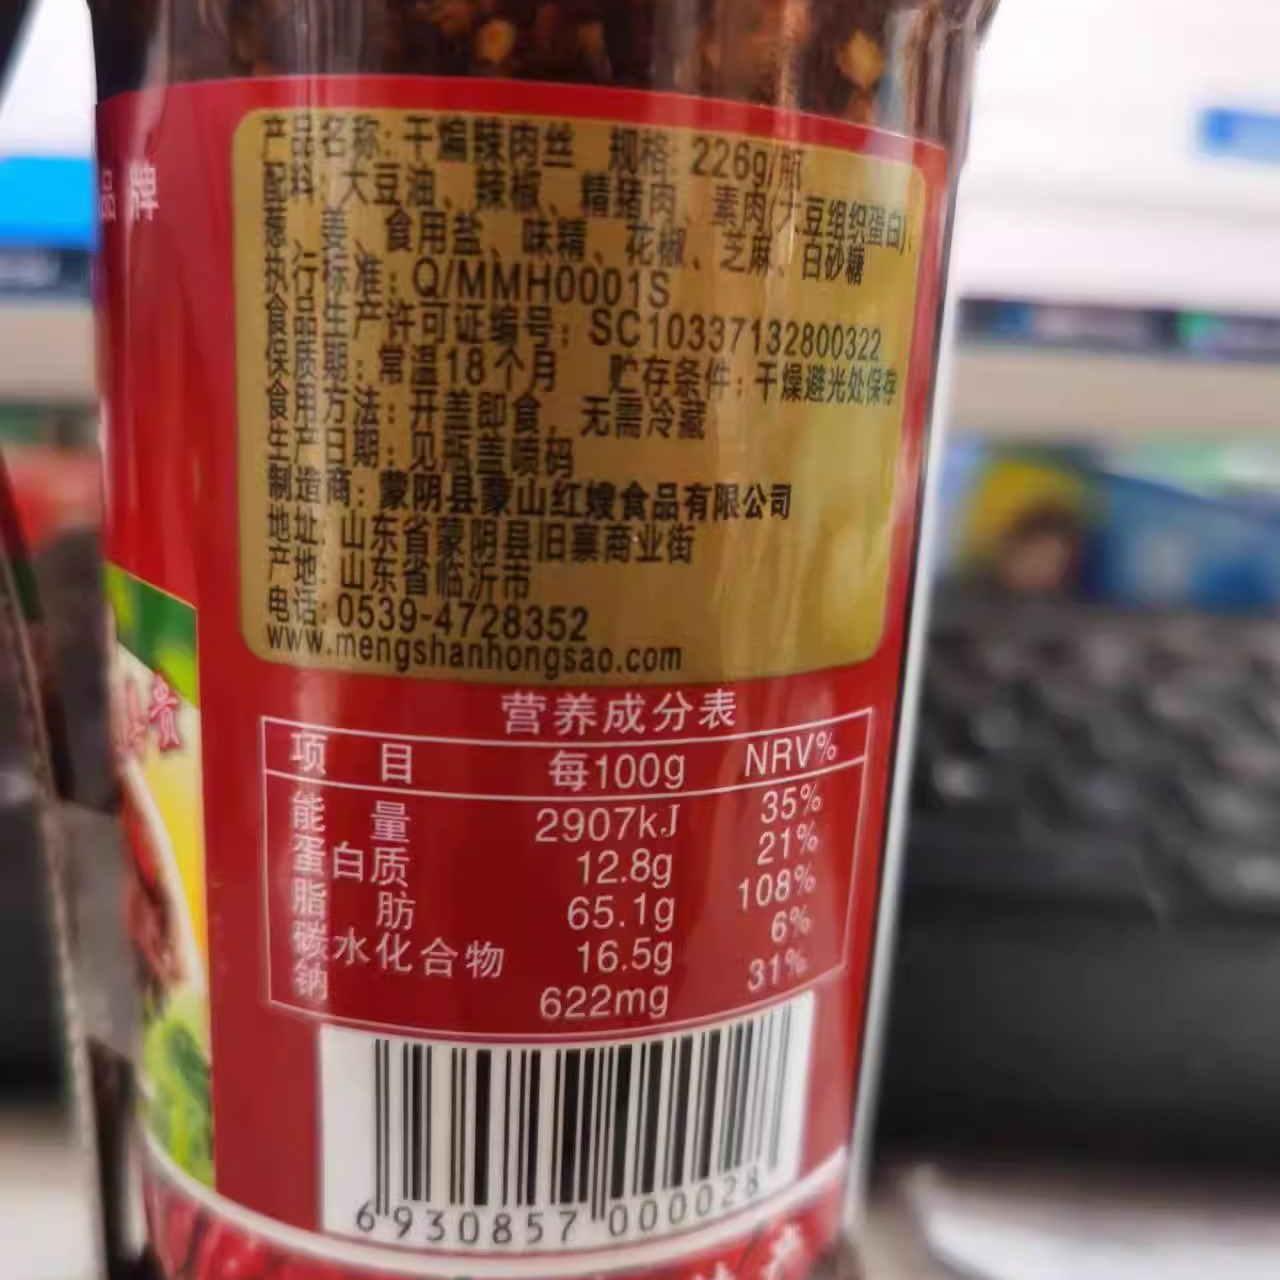 品牌
产品名称：干煸辣肉丝 规格：226g/瓶
配料：大豆油、辣椒、精猪肉、素肉(大豆组织蛋白)、
葱、姜、食用盐、味精、花椒、芝麻、白砂糖
执行标准：Q/MMH0001S
食品生产许可证编号：SC10337132800322
保质期：常温18个月 贮存条件：干燥避光处保存
食用方法：开盖即食，无需冷藏
生产日期：见瓶盖喷码
制造商：蒙阴县蒙山红嫂食品有限公司
地址：山东省蒙阴县旧寨商业街
产地：山东省临沂市
电话：0539-4728352
www.mengshanhongsao.com
营养成分表
项目 每100g NRV%
能量 2907kJ 35%
蛋白质 12.8g 21%
脂肪 65.1g 108%
碳水化合物 16.5g 6%
钠 622mg 31%
6930857000028